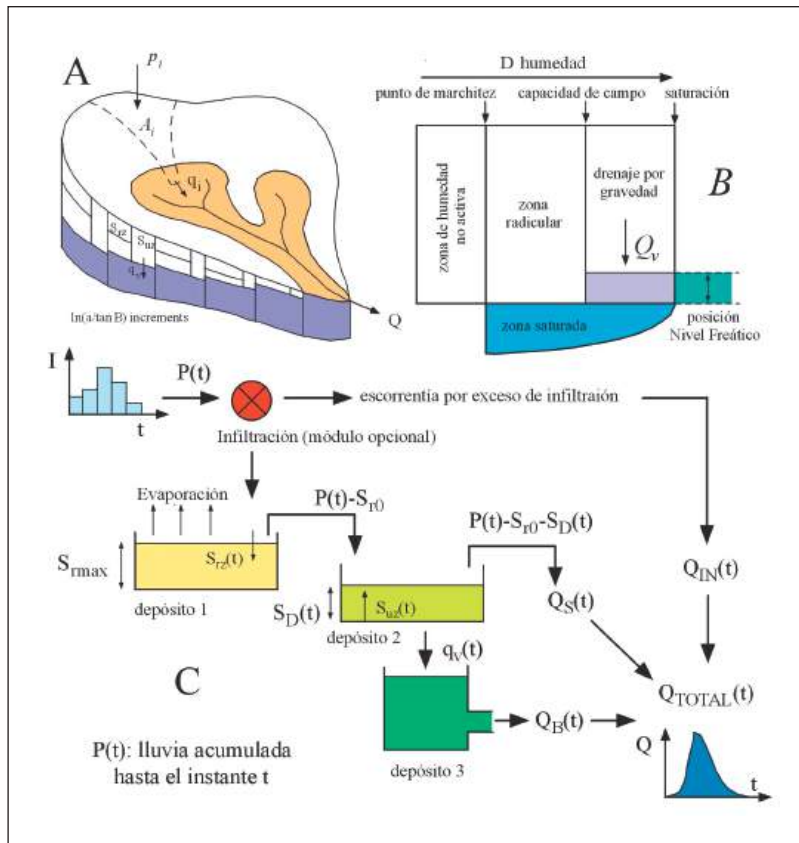 A
p_i
A_i
q_i
S_rz
S_uz
q_v
ln(a/tan B) increments
Q
D humedad
punto de marchitez
capacidad de campo
saturación
zona de humedad
no activa
zona
radicular
drenaje por
gravedad
Q_v
B
zona saturada
posición
Nivel Freático
I
t
P(t)
escorrentía por exceso de infiltraión
Infiltración (módulo opcional)
Evaporación
P(t)-S_r0
S_rmax
S_rz(t)
depósito 1
P(t)-S_r0-S_D(t)
S_D(t)
S_uz(t)
depósito 2
Q_S(t)
Q_IN(t)
q_v(t)
C
Q_TOTAL(t)
Q_B(t)
depósito 3
P(t): lluvia acumulada
hasta el instante t
Q
t